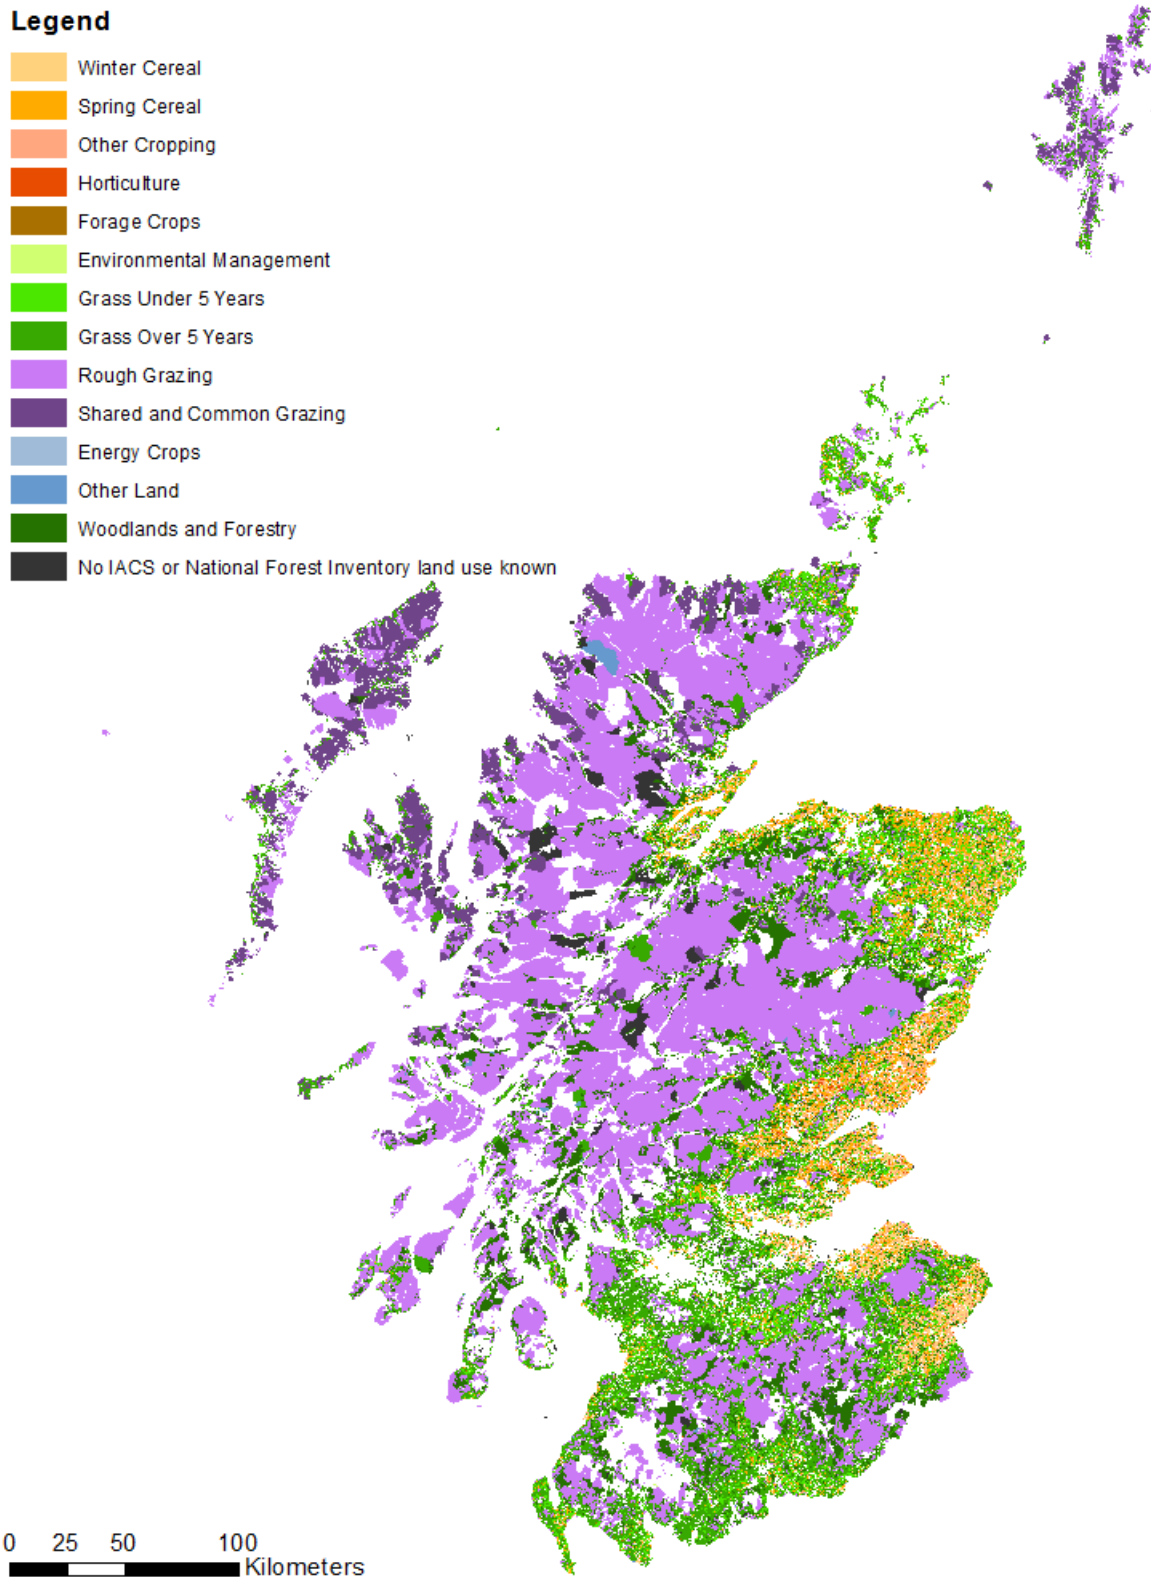 Legend
Winter Cereal
Spring Cereal
Other Cropping
Horticulture
Forage Crops
Environmental Management
Grass Under 5 Years
Grass Over 5 Years
Rough Grazing
Shared and Common Grazing
Energy Crops
Other Land
Woodlands and Forestry
No IACS or National Forest Inventory land use known
0 25 50 100
Kilometers